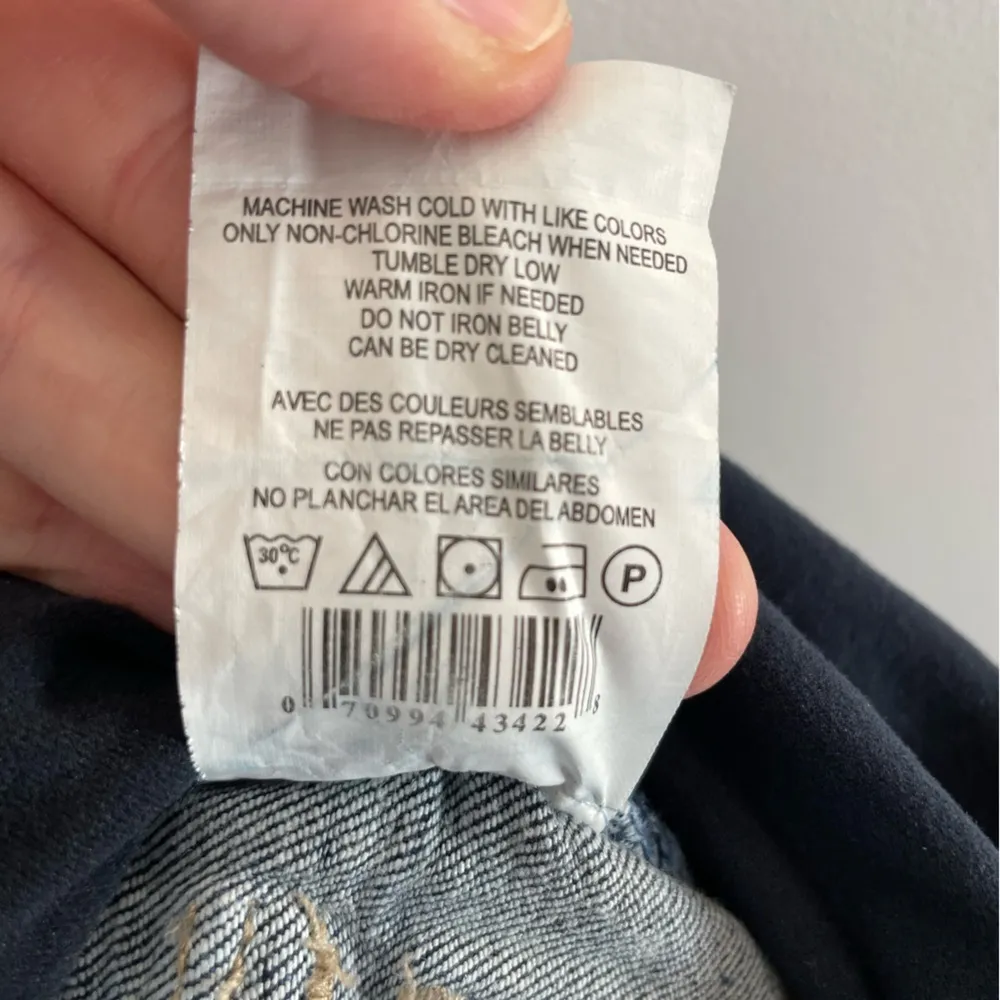 MACHINE WASH COLD WITH LIKE COLORS
ONLY NON-CHLORINE BLEACH WHEN NEEDED
TUMBLE DRY LOW
WARM IRON IF NEEDED
DO NOT IRON BELLY
CAN BE DRY CLEANED
AVEC DES COULEURS SEMBLABLES
NE PAS REPASSER LA BELLY
CON COLORES SIMILARES
NO PLANCHAR EL AREA DEL ABDOMEN
30°C P
0 70994 43422 8